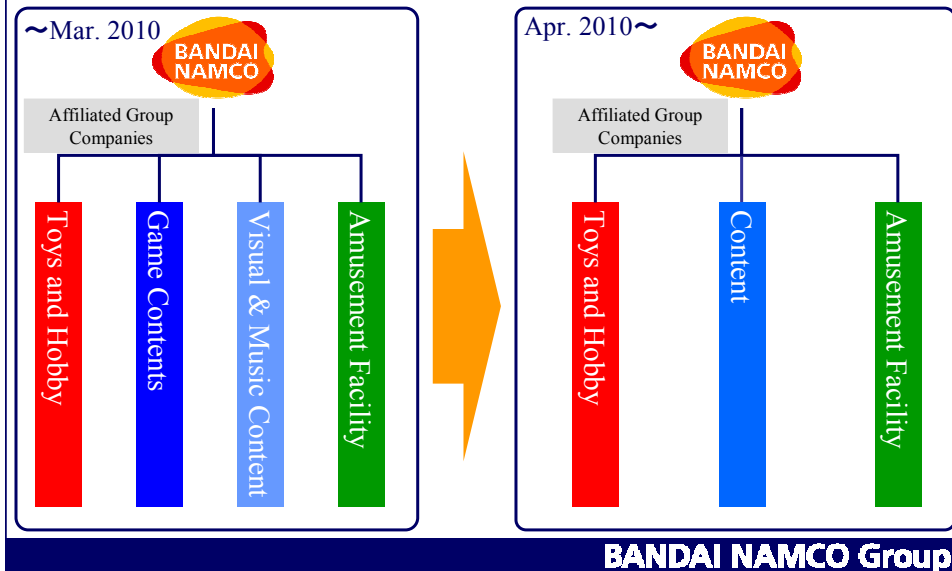 ～Mar. 2010
BANDAI
NAMCO
Affiliated Group
Companies
Toys and Hobby
Game Contents
Visual & Music Content
Amusement Facility
Apr. 2010～
BANDAI
NAMCO
Affiliated Group
Companies
Toys and Hobby
Content
Amusement Facility
BANDAI NAMCO Group